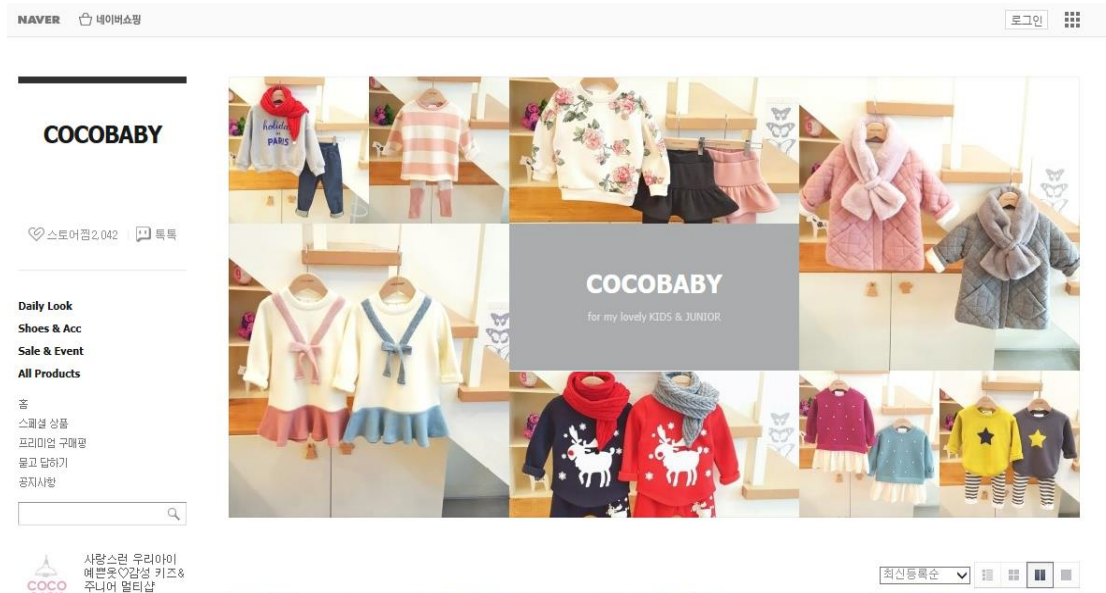 NAVER 네이버쇼핑
로그인
COCOBABY
스토어찜2,042 톡톡
Daily Look
Shoes & Acc
Sale & Event
All Products
홈
스페셜 상품
프리미엄 구매평
묻고 답하기
공지사항
holiday
in
PARIS
COCOBABY
for my lovely KIDS & JUNIOR
COCO
사랑스런 우리아이
예쁜옷♡감성 키즈&
주니어 멀티샵
최신등록순